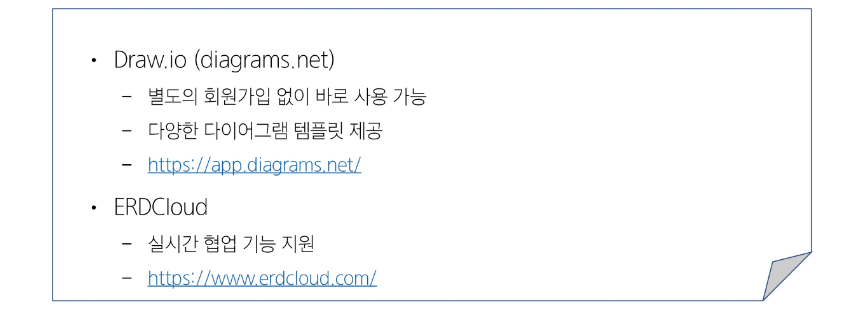 • Draw.io (diagrams.net)
– 별도의 회원가입 없이 바로 사용 가능
– 다양한 다이어그램 템플릿 제공
– https://app.diagrams.net/
• ERDCloud
– 실시간 협업 기능 지원
– https://www.erdcloud.com/